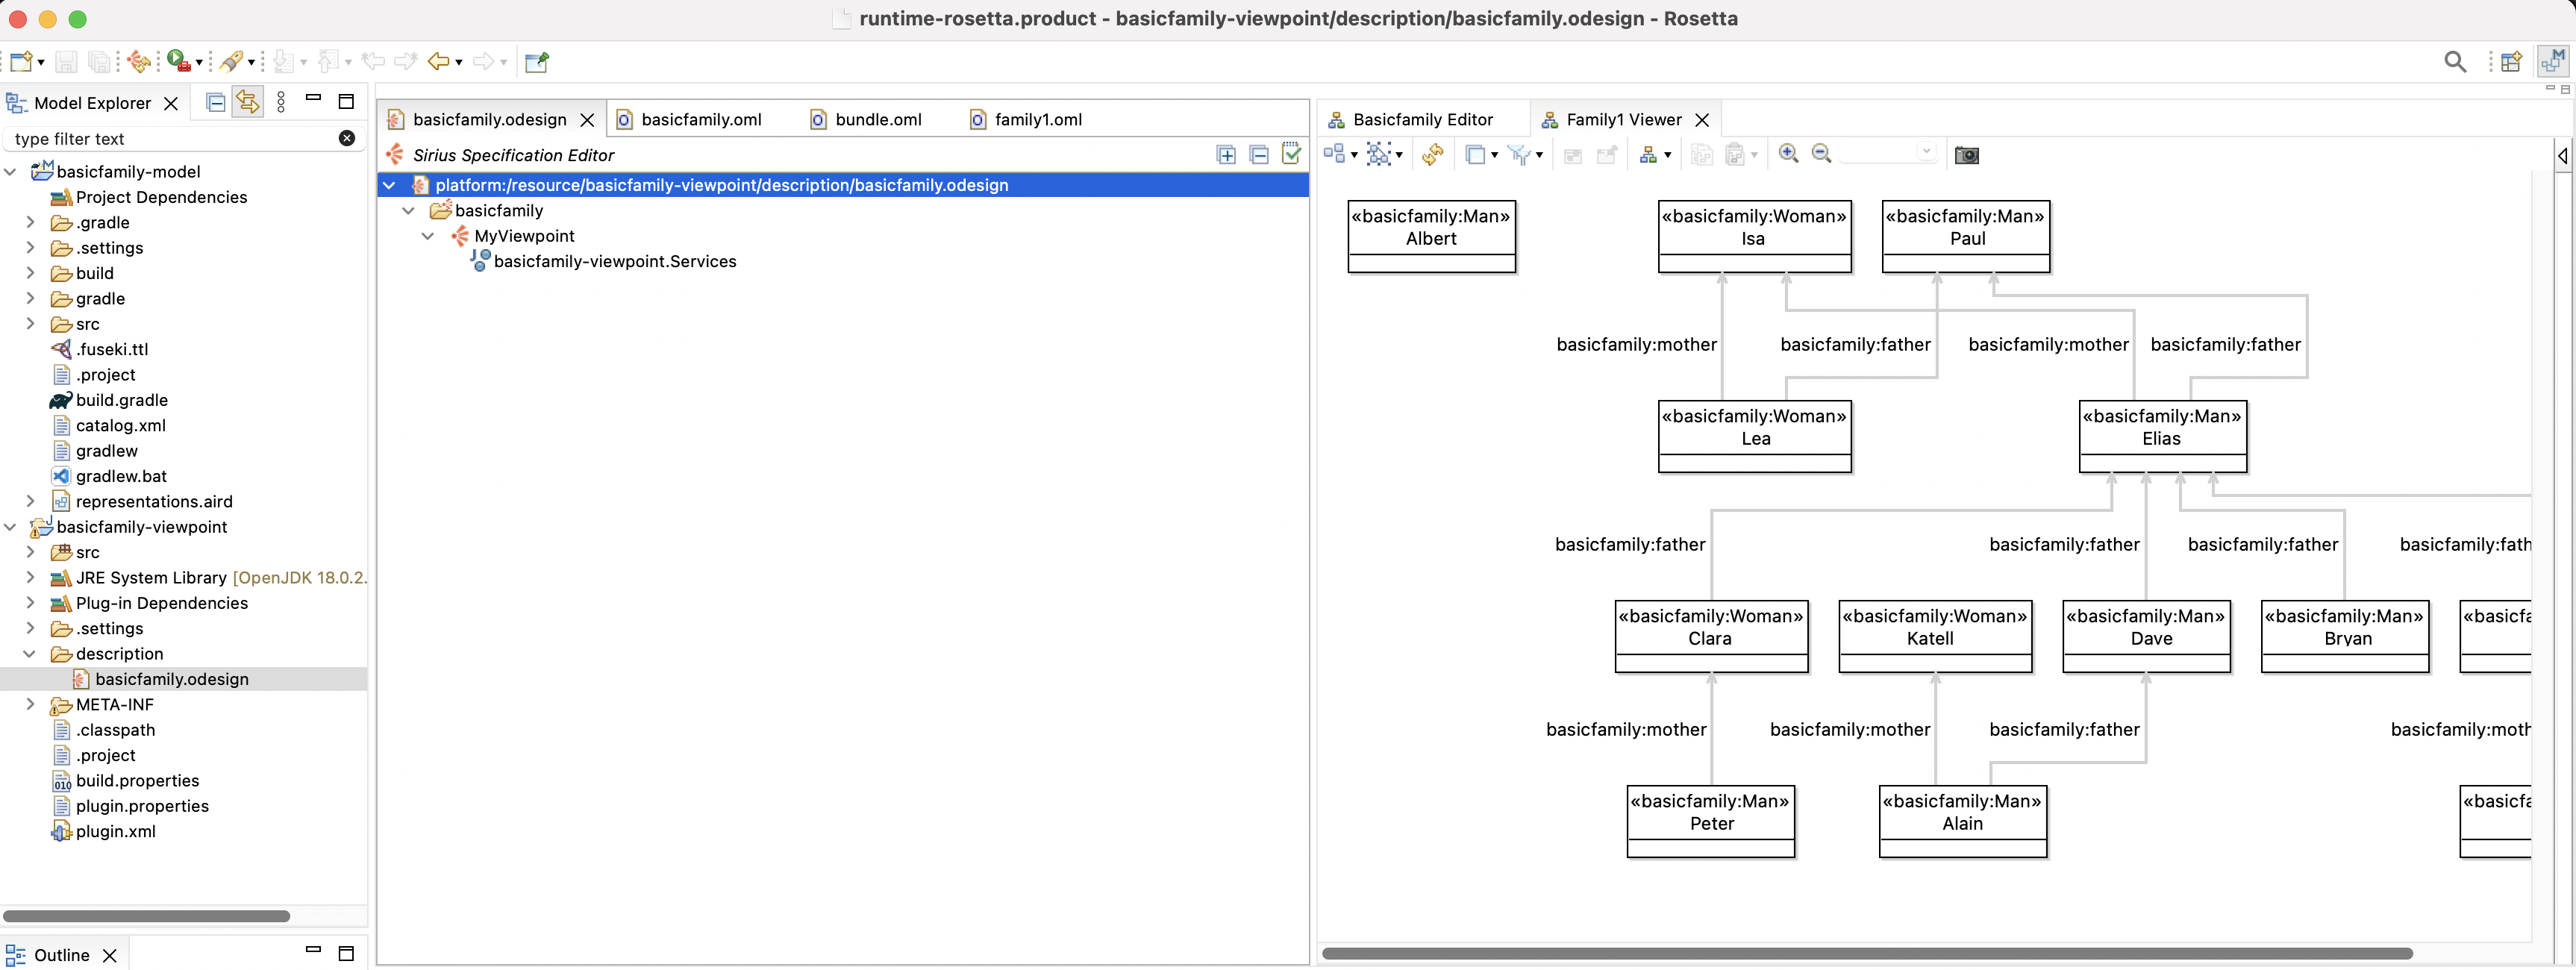 runtime-rosetta.product - basicfamily-viewpoint/description/basicfamily.odesign - Rosetta
Model Explorer
type filter text
basicfamily-model
Project Dependencies
.gradle
.settings
build
gradle
src
.fuseki.ttl
.project
build.gradle
catalog.xml
gradlew
gradlew.bat
representations.aird
basicfamily-viewpoint
src
JRE System Library [OpenJDK 18.0.2.
Plug-in Dependencies
.settings
description
basicfamily.odesign
META-INF
.classpath
.project
build.properties
plugin.properties
plugin.xml
Outline
basicfamily.odesign
basicfamily.oml
bundle.oml
family1.oml
Sirius Specification Editor
platform:/resource/basicfamily-viewpoint/description/basicfamily.odesign
basicfamily
MyViewpoint
basicfamily-viewpoint.Services
Basicfamily Editor
Family1 Viewer
«basicfamily:Man»
Albert
«basicfamily:Woman»
Isa
«basicfamily:Man»
Paul
basicfamily:mother
basicfamily:father
basicfamily:mother
basicfamily:father
«basicfamily:Woman»
Lea
«basicfamily:Man»
Elias
basicfamily:father
basicfamily:father
basicfamily:father
basicfamily:fath
«basicfamily:Woman»
Clara
«basicfamily:Woman»
Katell
«basicfamily:Man»
Dave
«basicfamily:Man»
Bryan
«basicfa
basicfamily:mother
basicfamily:mother
basicfamily:father
basicfamily:moth
«basicfamily:Man»
Peter
«basicfamily:Man»
Alain
«basicfa